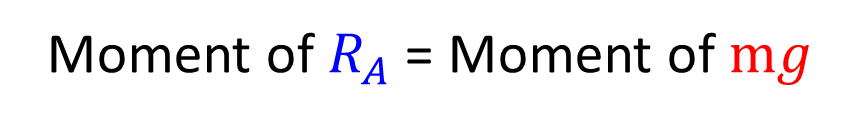 Moment of R_A = Moment of mg